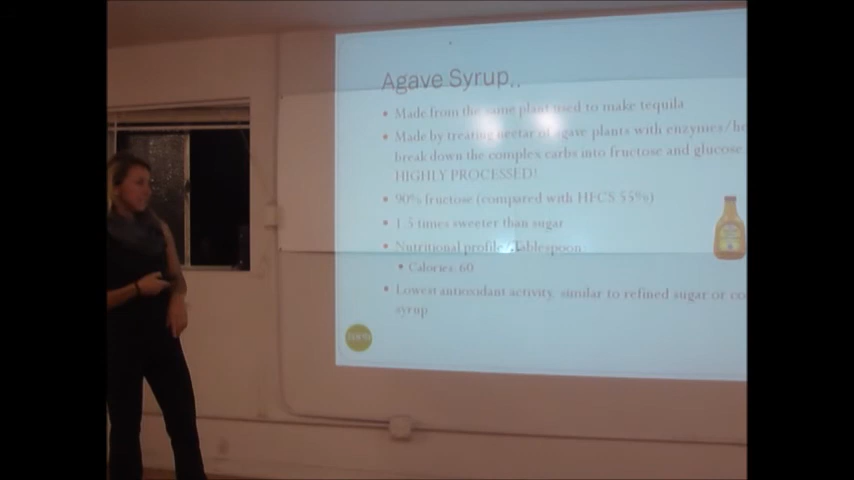 Agave Syrup..
Made from the same plant used to make tequila
Made by treating nectar of agave plants with enzymes/
break down the complex carbs into fructose and glucose
HIGHLY PROCESSED!
90% fructose (compared with HFCS 55%)
1.5 times sweeter than sugar
Nutritional profile/Tablespoon
Calories: 60
Lowest antioxidant activity, similar to refined sugar or
syrup